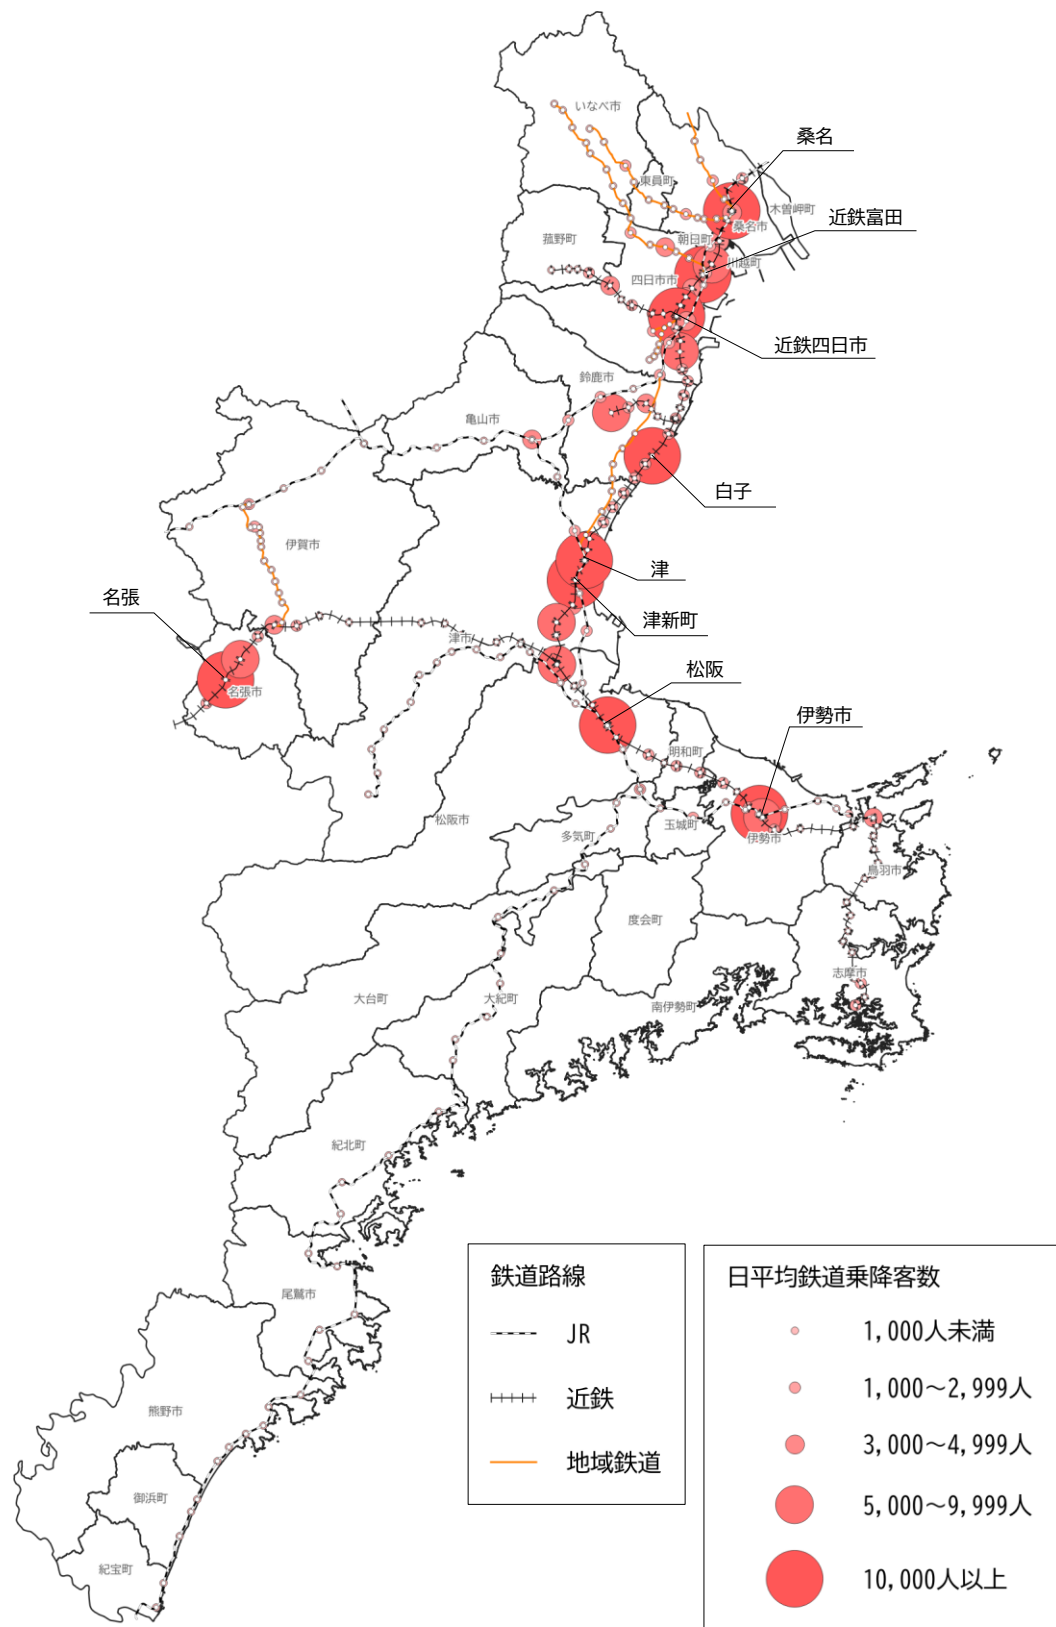 いなべ市
桑名
東員町
木曽岬町
近鉄富田
桑名市
菰野町
朝日町
川越町
四日市市
近鉄四日市
鈴鹿市
亀山市
白子
伊賀市
津
名張
津新町
津市
松阪
名張市
伊勢市
明和町
松阪市
多気町
玉城町
伊勢市
鳥羽市
度会町
志摩市
大台町
大紀町
南伊勢町
紀北町
尾鷲市
熊野市
御浜町
紀宝町
鉄道路線
JR
近鉄
地域鉄道
日平均鉄道乗降客数
1,000人未満
1,000～2,999人
3,000～4,999人
5,000～9,999人
10,000人以上